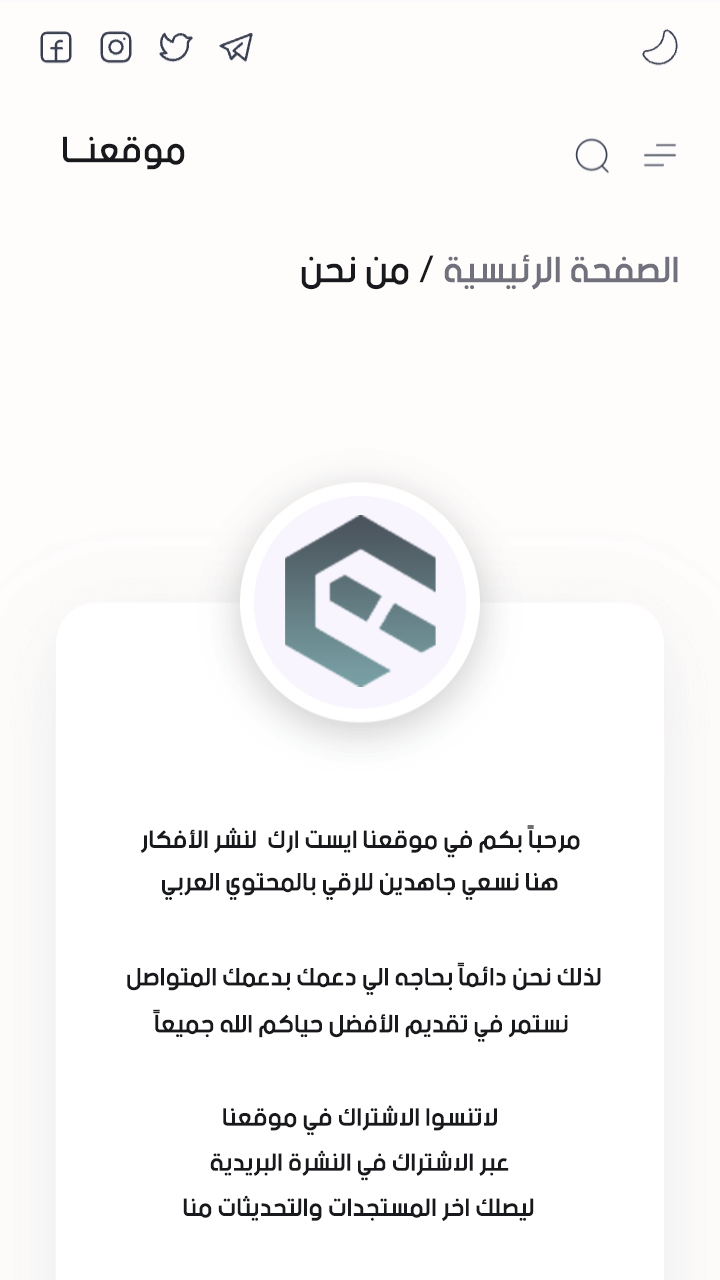 موقعنــا
الصفحة الرئيسية / من نحن
مرحباً بكم في موقعنا ايست ارك لنشر الأفكار
هنا نسعي جاهدين للرقي بالمحتوي العربي
لذلك نحن دائماً بحاجه الي دعمك بدعمك المتواصل
نستمر في تقديم الأفضل حياكم الله جميعاً
لاتنسوا الاشتراك في موقعنا
عبر الاشتراك في النشرة البريدية
ليصلك اخر المستجدات والتحديثات منا